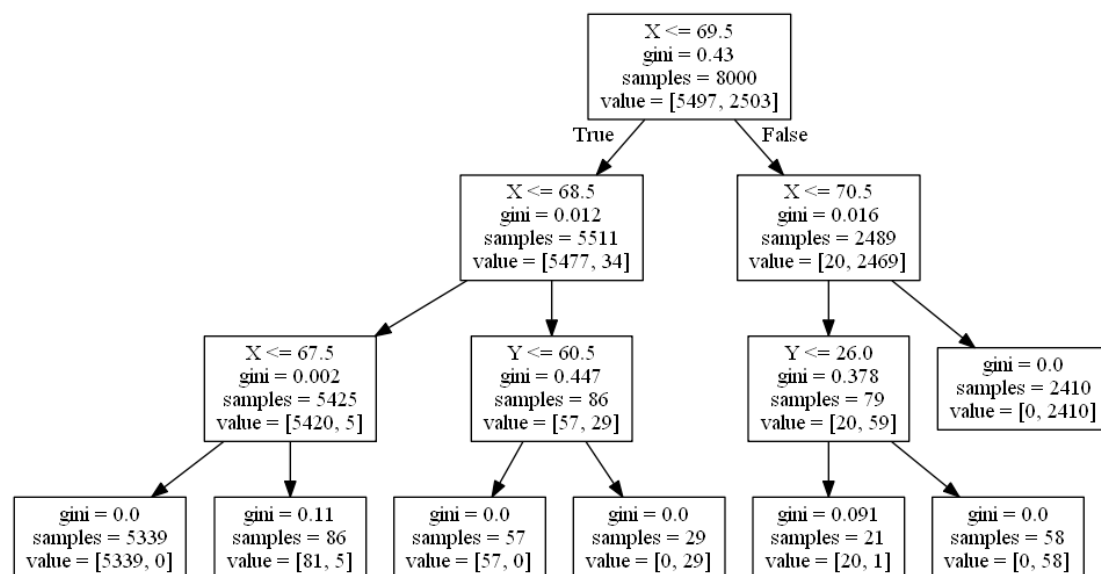 X <= 69.5
gini = 0.43
samples = 8000
value = [5497, 2503]
True
False
X <= 68.5
gini = 0.012
samples = 5511
value = [5477, 34]
X <= 70.5
gini = 0.016
samples = 2489
value = [20, 2469]
X <= 67.5
gini = 0.002
samples = 5425
value = [5420, 5]
Y <= 60.5
gini = 0.447
samples = 86
value = [57, 29]
Y <= 26.0
gini = 0.378
samples = 79
value = [20, 59]
gini = 0.0
samples = 2410
value = [0, 2410]
gini = 0.0
samples = 5339
value = [5339, 0]
gini = 0.11
samples = 86
value = [81, 5]
gini = 0.0
samples = 57
value = [57, 0]
gini = 0.0
samples = 29
value = [0, 29]
gini = 0.091
samples = 21
value = [20, 1]
gini = 0.0
samples = 58
value = [0, 58]